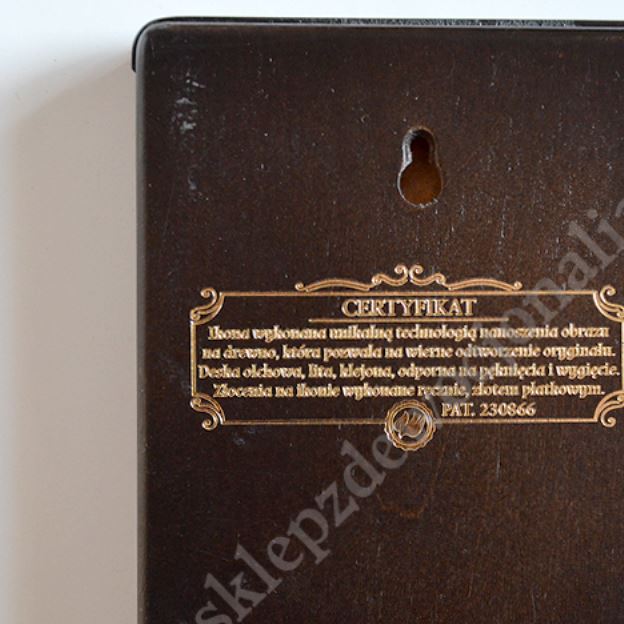 CERTYFIKAT
Ikona wykonana unikalną technologią nanoszenia obrazu
na drewno, która pozwala na wierne odtworzenie oryginału.
Deska olchowa, lita, klejona, odporna na pęknięcia i wygięcie.
Złocenia na ikonie wykonane ręcznie, złotem płatkowym.
PAT. 230866